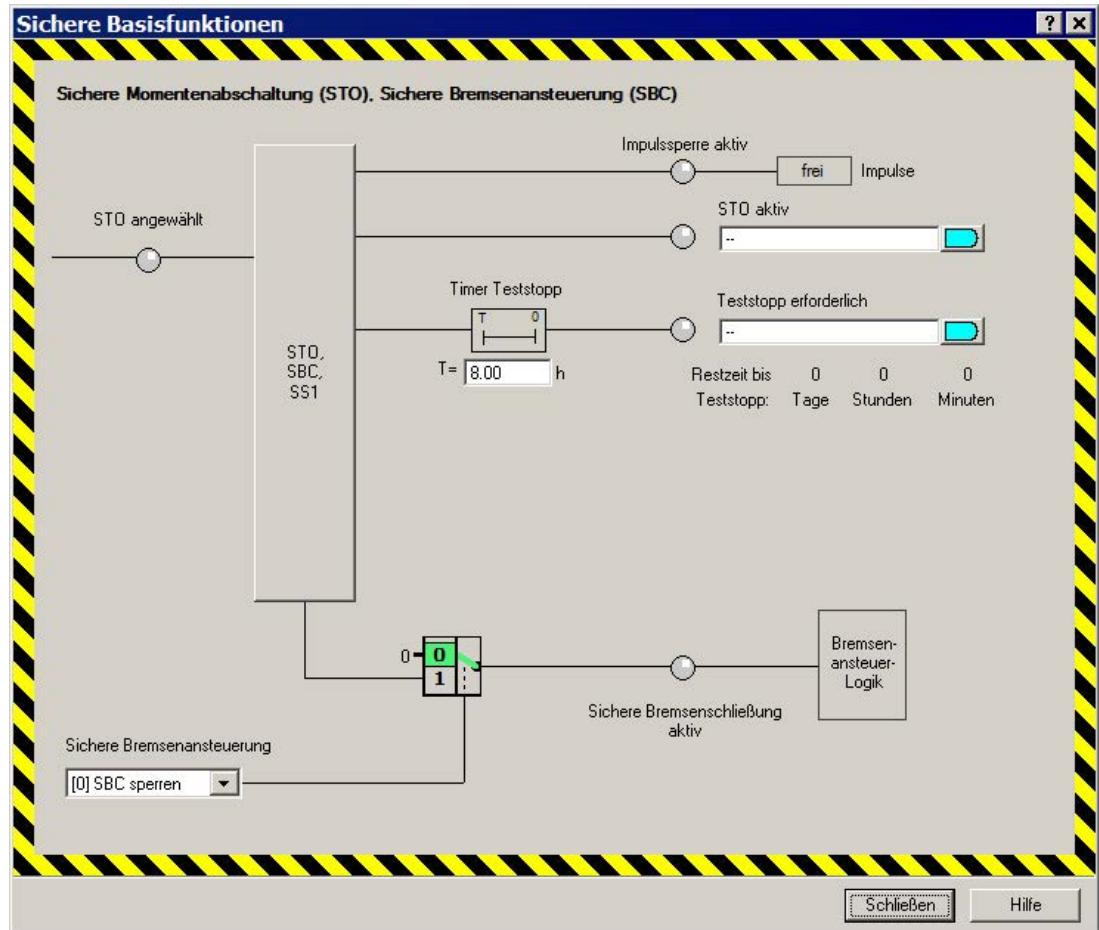 Sichere Basisfunktionen
Sichere Momentenabschaltung (STO), Sichere Bremsenansteuerung (SBC)
Impulssperre aktiv
frei Impulse
STO angewählt
STO aktiv
--
Timer Teststopp
T 0
T= 8.00 h
Teststopp erforderlich
--
STO,
SBC,
SS1
Restzeit bis 0 0 0
Teststopp: Tage Stunden Minuten
0 0
1
Bremsen-
ansteuer-
Logik
Sichere Bremsenschließung
aktiv
Sichere Bremsenansteuerung
[0] SBC sperren
Schließen Hilfe